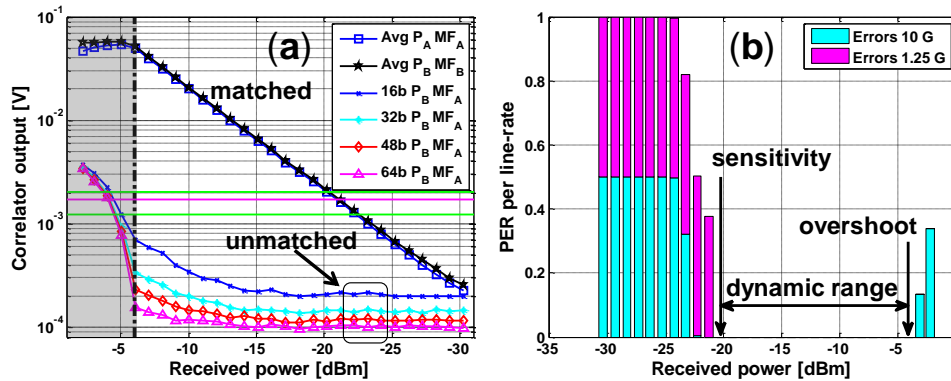 (a)
Correlator output [V]
10^-1
10^-2
10^-3
10^-4
-5
-10
-15
-20
-25
-30
Received power [dBm]
matched
unmatched
Avg P_A MF_A
Avg P_B MF_B
16b P_B MF_A
32b P_B MF_A
48b P_B MF_A
64b P_B MF_A
(b)
PER per line-rate
1
0.8
0.6
0.4
0.2
0
-35
-30
-25
-20
-15
-10
-5
Received power [dBm]
Errors 10 G
Errors 1.25 G
sensitivity
overshoot
dynamic range